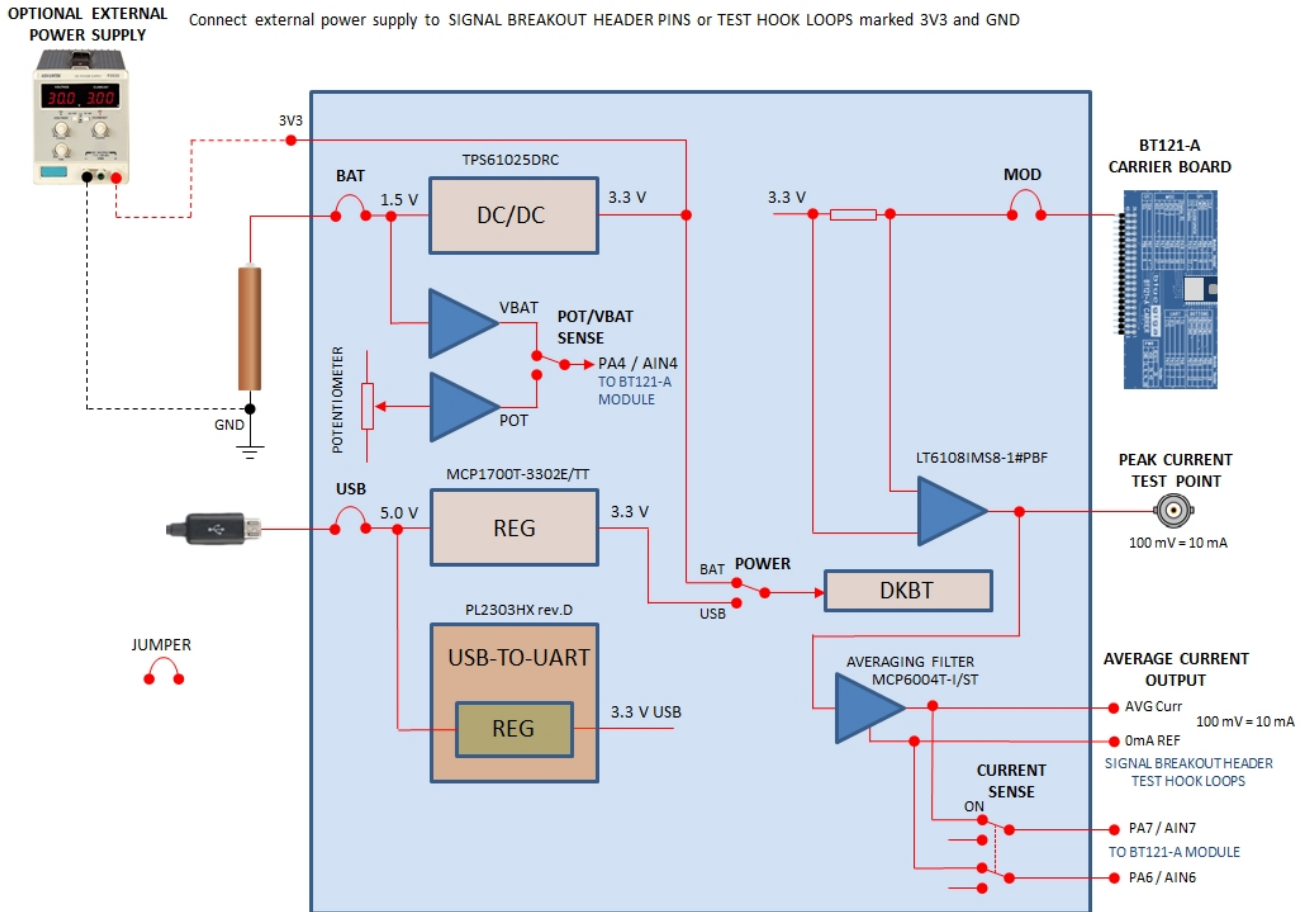 OPTIONAL EXTERNAL
POWER SUPPLY
Connect external power supply to SIGNAL BREAKOUT HEADER PINS or TEST HOOK LOOPS marked 3V3 and GND
30.0 3.00
3V3
TPS61025DRC
BAT
1.5 V
DC/DC
3.3 V
3.3 V
MOD
BT121-A
CARRIER BOARD
VBAT
POT/VBAT
SENSE
PA4 / AIN4
TO BT121-A
MODULE
POTENTIOMETER
POT
GND
MCP1700T-3302E/TT
USB
5.0 V
REG
3.3 V
LT6108IMS8-1#PBF
PEAK CURRENT
TEST POINT
100 mV = 10 mA
BAT
POWER
USB
DKBT
PL2303HX rev.D
USB-TO-UART
REG
3.3 V USB
JUMPER
AVERAGING FILTER
MCP6004T-I/ST
AVERAGE CURRENT
OUTPUT
AVG Curr
100 mV = 10 mA
0mA REF
SIGNAL BREAKOUT HEADER
TEST HOOK LOOPS
CURRENT
SENSE
ON
PA7 / AIN7
TO BT121-A MODULE
PA6 / AIN6